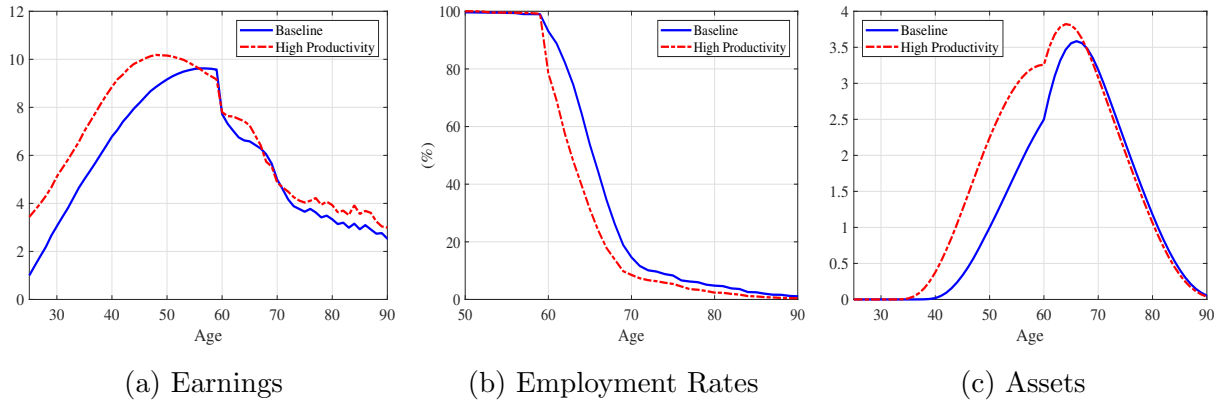 Baseline
High Productivity
12
10
8
6
4
2
0
30 40 50 60 70 80 90
Age
(a) Earnings
Baseline
High Productivity
100
80
60
40
20
0
(%)
50 60 70 80 90
Age
(b) Employment Rates
Baseline
High Productivity
4
3.5
3
2.5
2
1.5
1
0.5
0
30 40 50 60 70 80 90
Age
(c) Assets